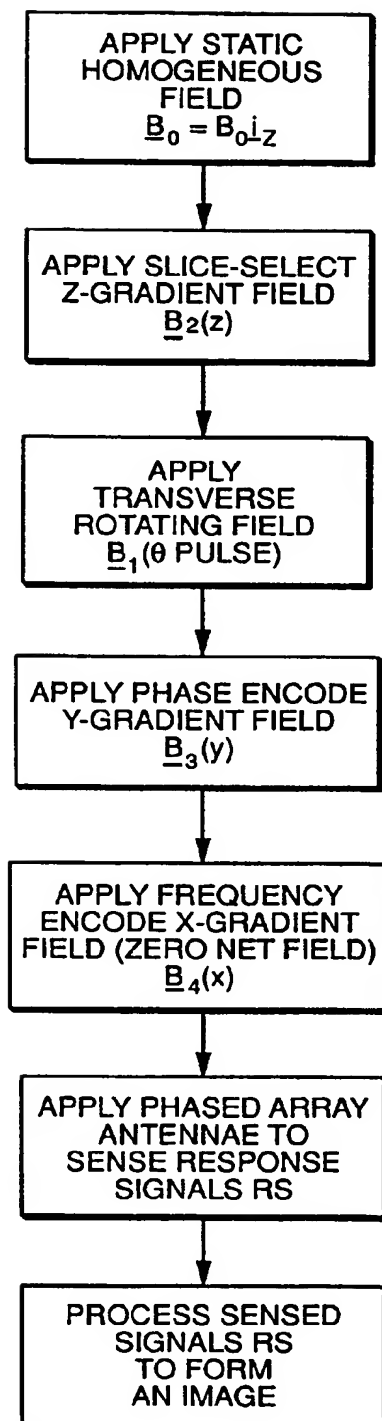 APPLY STATIC
HOMOGENEOUS
FIELD
B₀ = B₀i_Z
APPLY SLICE-SELECT
Z-GRADIENT FIELD
B₂(z)
APPLY
TRANSVERSE
ROTATING FIELD
B₁(θ PULSE)
APPLY PHASE ENCODE
Y-GRADIENT FIELD
B₃(y)
APPLY FREQUENCY
ENCODE X-GRADIENT
FIELD (ZERO NET FIELD)
B₄(x)
APPLY PHASED ARRAY
ANTENNAE TO
SENSE RESPONSE
SIGNALS RS
PROCESS SENSED
SIGNALS RS
TO FORM
AN IMAGE